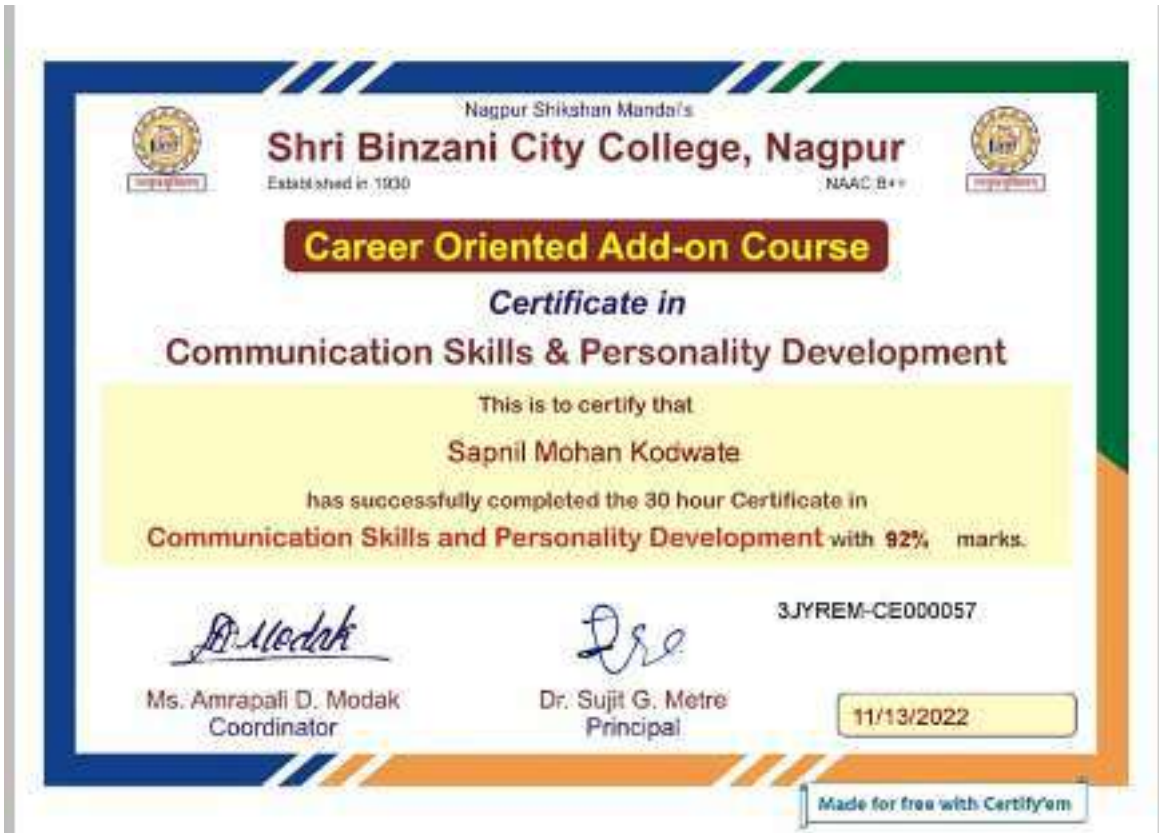 Nagpur Shikshan Mandal's
Shri Binzani City College, Nagpur
Established in 1930
NAAC B++
Career Oriented Add-on Course
Certificate in
Communication Skills & Personality Development
This is to certify that
Sapnil Mohan Kodwate
has successfully completed the 30 hour Certificate in
Communication Skills and Personality Development with 92% marks.
3JYREM-CE000057
D. Modak
Ms. Amrapali D. Modak
Dr. Sujit G. Metre
Coordinator
Principal
11/13/2022
Made for free with Certify'em